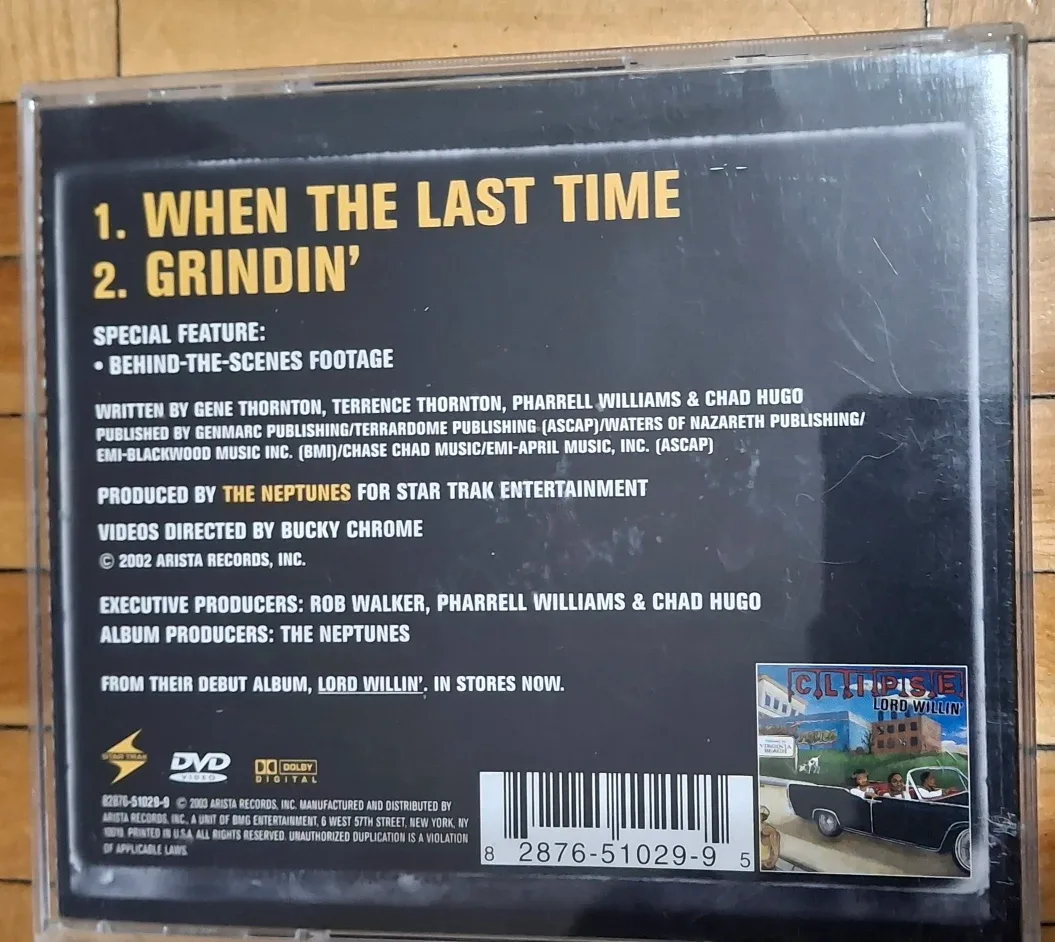 1. WHEN THE LAST TIME
2. GRINDIN'
SPECIAL FEATURE:
• BEHIND-THE-SCENES FOOTAGE
WRITTEN BY GENE THORNTON, TERRENCE THORNTON, PHARRELL WILLIAMS & CHAD HUGO
PUBLISHED BY GENMARC PUBLISHING/TERRARDOME PUBLISHING (ASCAP)/WATERS OF NAZARETH PUBLISHING/
EMI-BLACKWOOD MUSIC INC. (BMI)/CHASE CHAD MUSIC/EMI-APRIL MUSIC, INC. (ASCAP)
PRODUCED BY THE NEPTUNES FOR STAR TRAK ENTERTAINMENT
VIDEOS DIRECTED BY BUCKY CHROME
© 2002 ARISTA RECORDS, INC.
EXECUTIVE PRODUCERS: ROB WALKER, PHARRELL WILLIAMS & CHAD HUGO
ALBUM PRODUCERS: THE NEPTUNES
FROM THEIR DEBUT ALBUM, LORD WILLIN', IN STORES NOW.
CLIPSE
LORD WILLIN'
VIRGINIA
BEACH
STAR TRAK
DVD
VIDEO
DOLBY
DIGITAL
82876-51029-9 © 2003 ARISTA RECORDS, INC. MANUFACTURED AND DISTRIBUTED BY
ARISTA RECORDS, INC., A UNIT OF BMG ENTERTAINMENT, 6 WEST 57TH STREET, NEW YORK, NY
10019. PRINTED IN U.S.A. ALL RIGHTS RESERVED. UNAUTHORIZED DUPLICATION IS A VIOLATION
OF APPLICABLE LAWS.
8 2876-51029-9 5